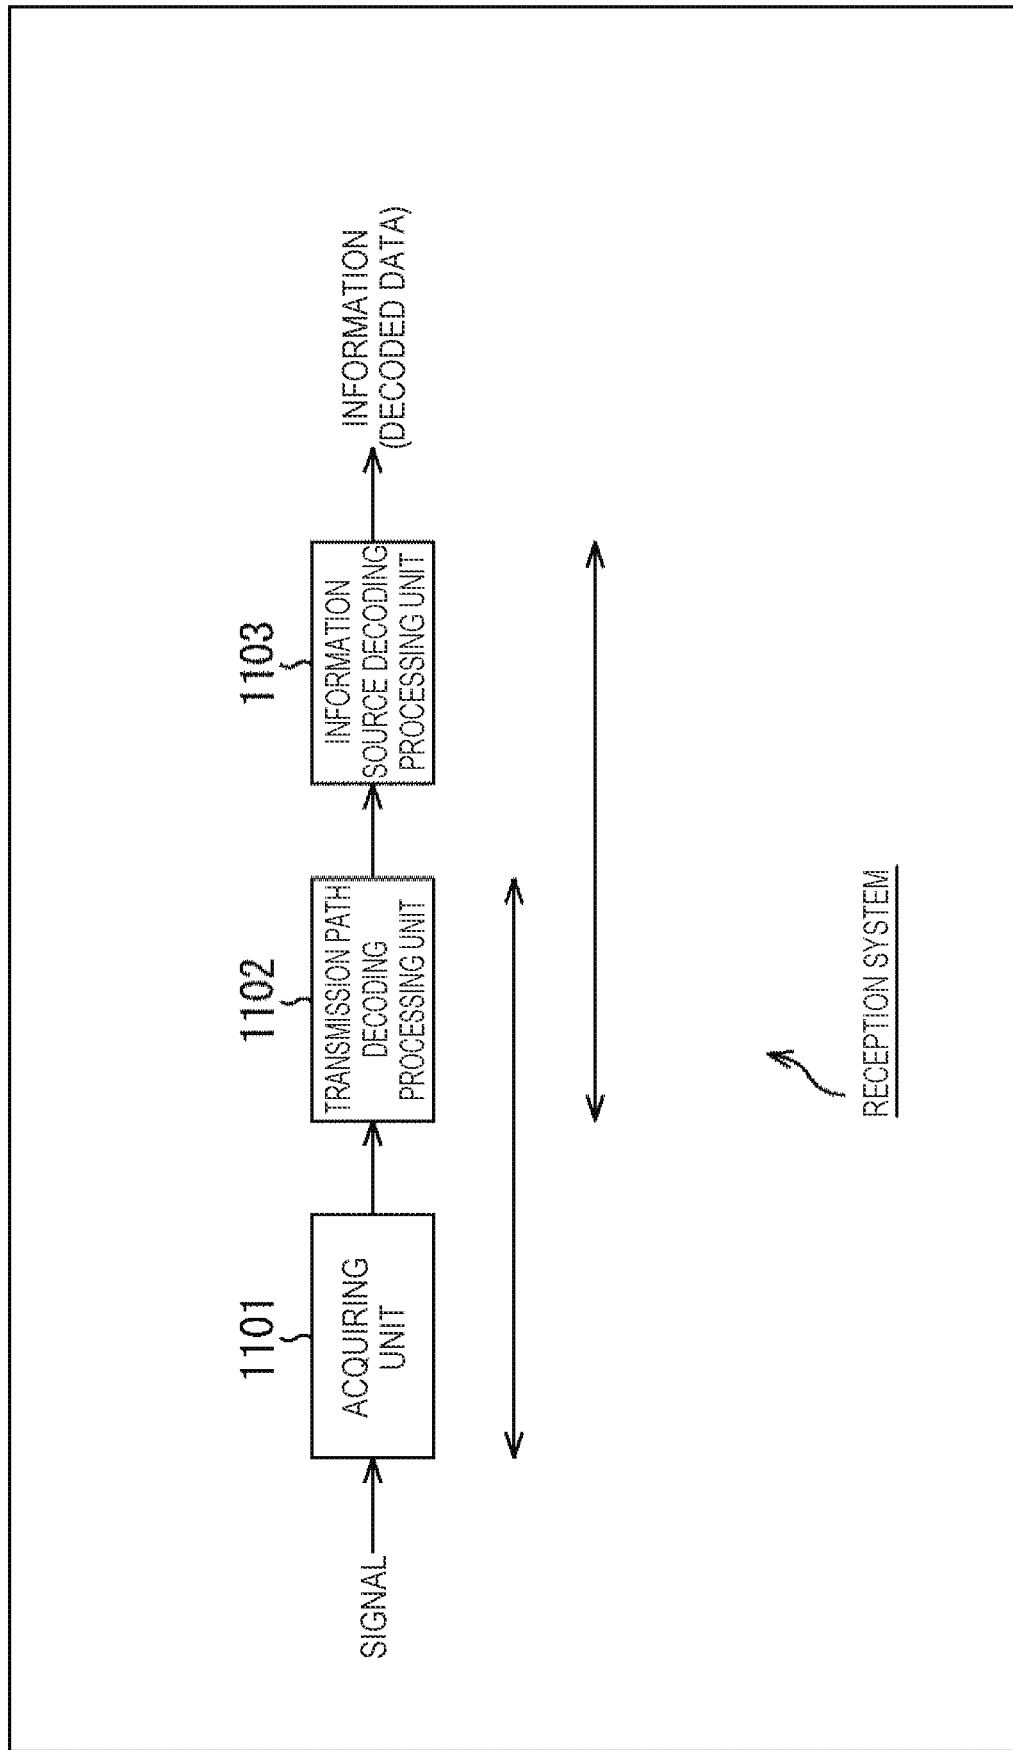 1101
1102
1103
SIGNAL
ACQUIRING
UNIT
TRANSMISSION PATH
DECODING
PROCESSING UNIT
INFORMATION
SOURCE DECODING
PROCESSING UNIT
INFORMATION
(DECODED DATA)
RECEPTION SYSTEM